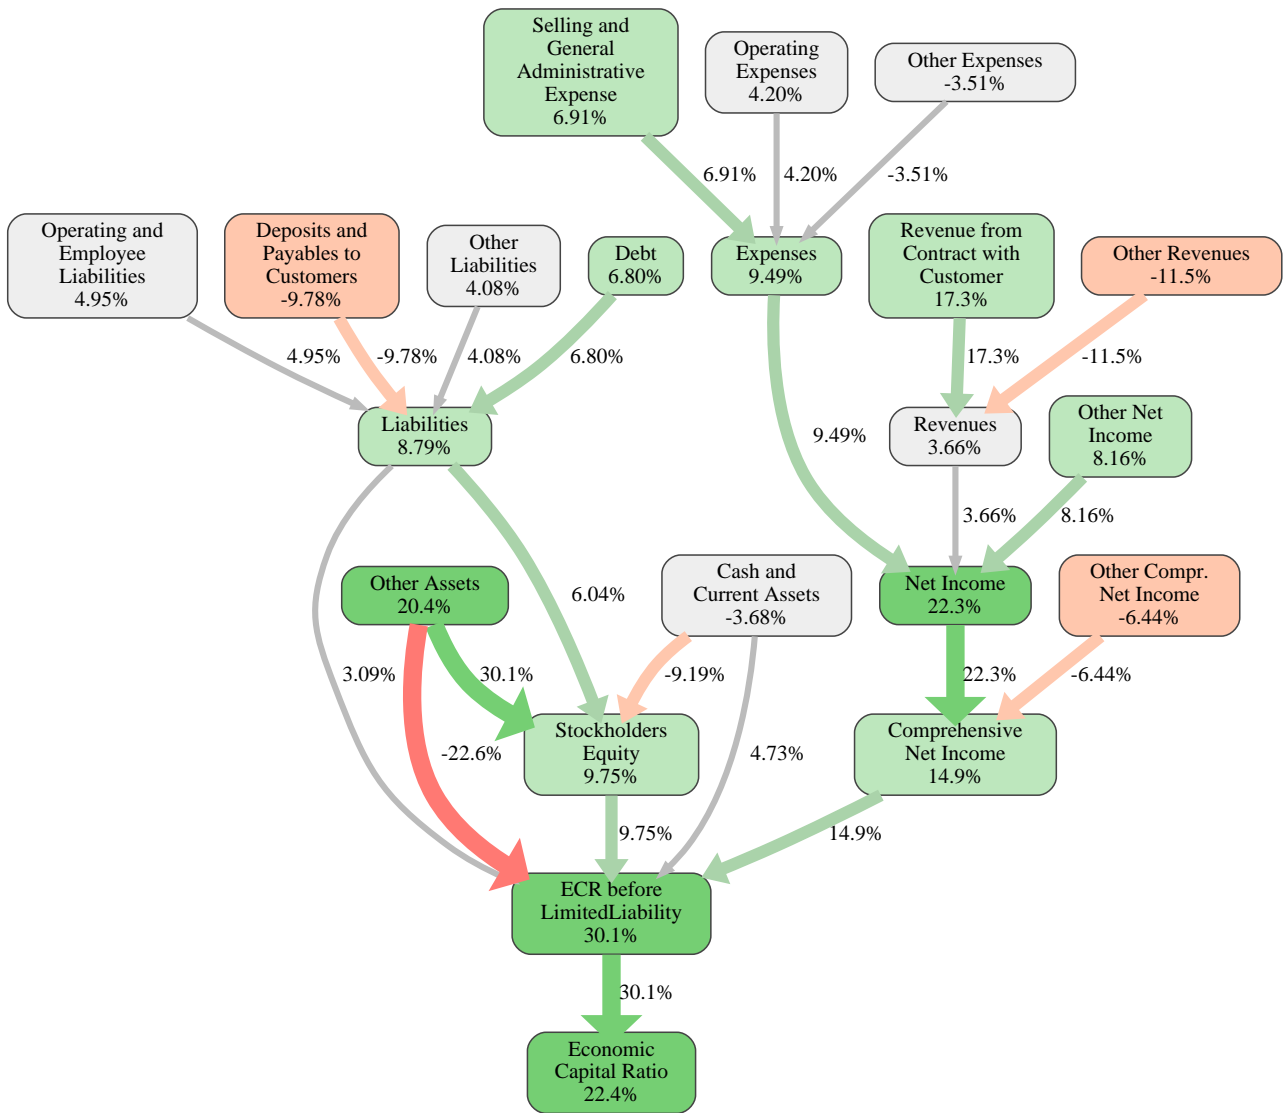 Selling and
General
Administrative
Expense
6.91%
Operating
Expenses
4.20%
Other Expenses
-3.51%
6.91%
4.20%
-3.51%
Operating and
Employee
Liabilities
4.95%
Deposits and
Payables to
Customers
-9.78%
Other
Liabilities
4.08%
Debt
6.80%
Expenses
9.49%
Revenue from
Contract with
Customer
17.3%
Other Revenues
-11.5%
4.95%
-9.78%
4.08%
6.80%
17.3%
-11.5%
Liabilities
8.79%
9.49%
Revenues
3.66%
Other Net
Income
8.16%
3.66%
8.16%
Other Assets
20.4%
6.04%
Cash and
Current Assets
-3.68%
Net Income
22.3%
Other Compr.
Net Income
-6.44%
3.09%
30.1%
-9.19%
22.3%
-6.44%
-22.6%
Stockholders
Equity
9.75%
4.73%
Comprehensive
Net Income
14.9%
9.75%
14.9%
ECR before
LimitedLiability
30.1%
30.1%
Economic
Capital Ratio
22.4%